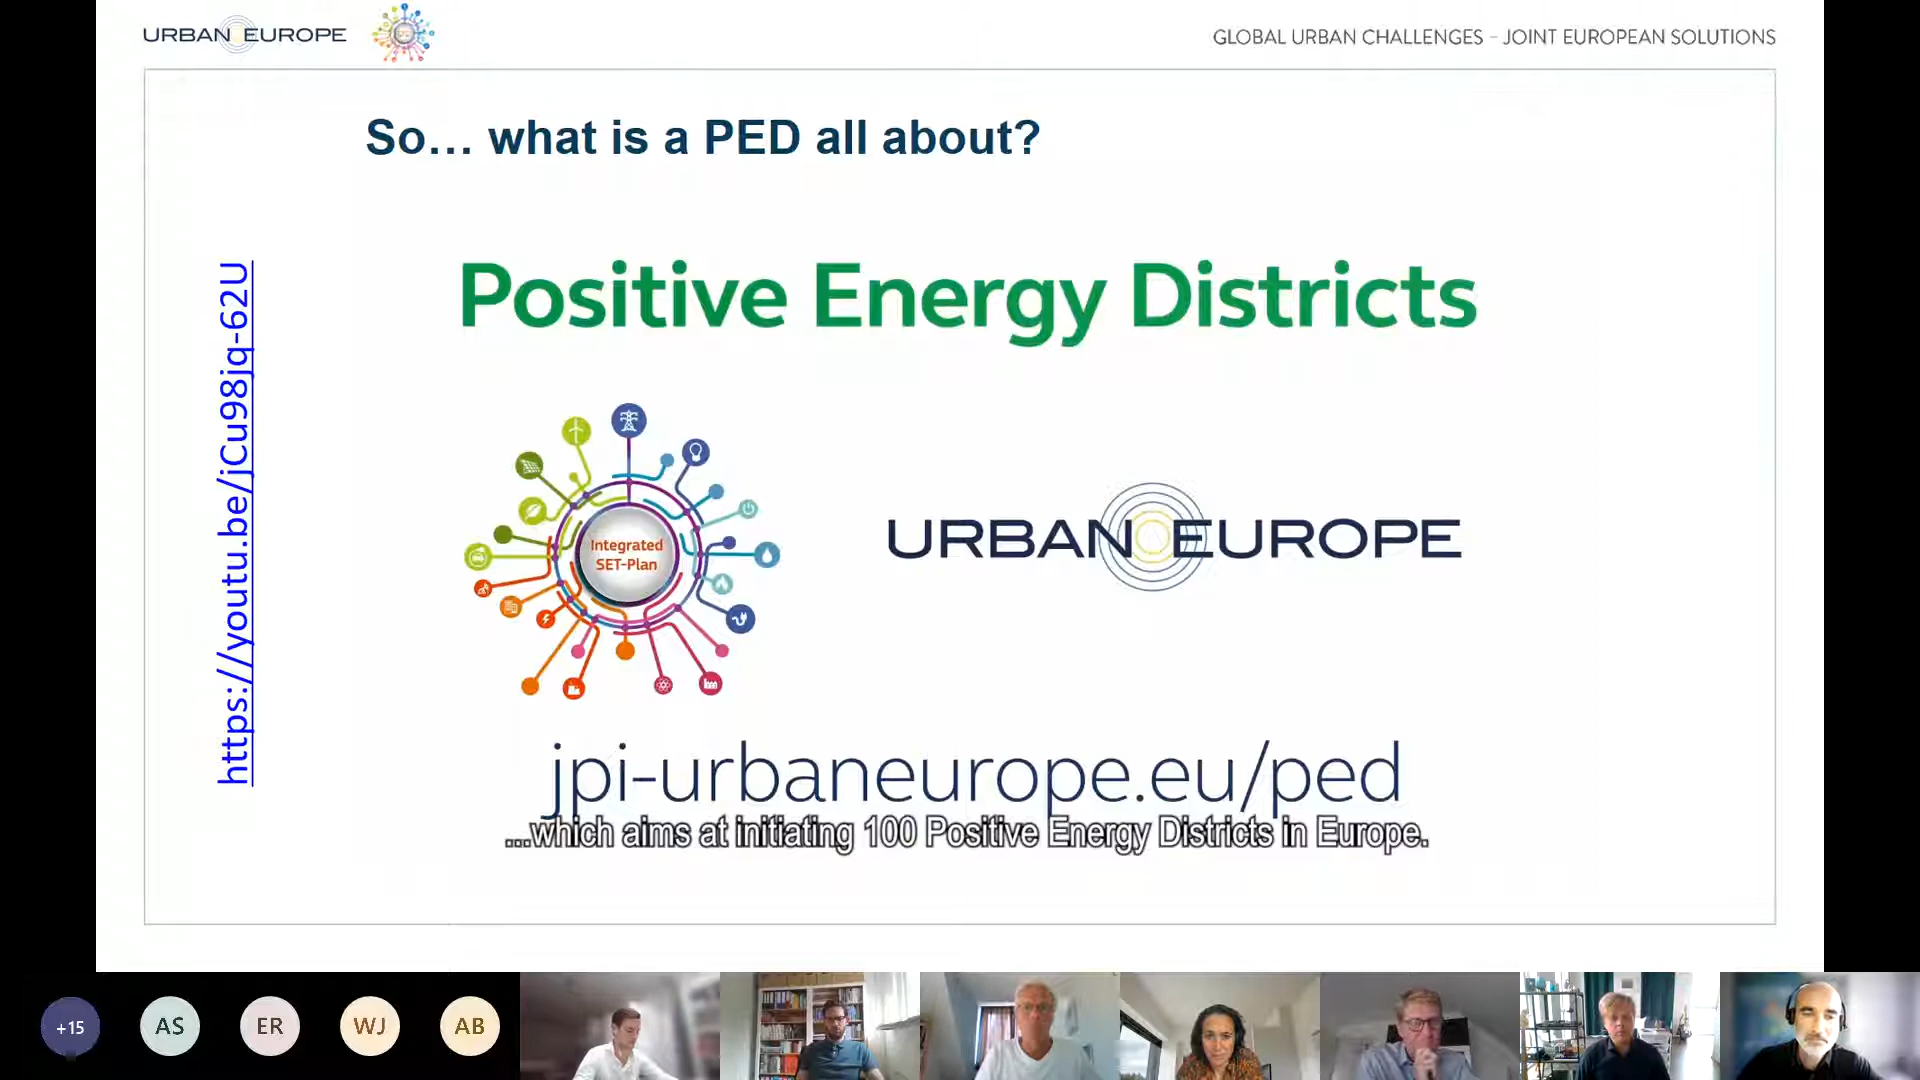 URBAN EUROPE
GLOBAL URBAN CHALLENGES – JOINT EUROPEAN SOLUTIONS
So… what is a PED all about?
https://youtu.be/jCu98jq-62U
Positive Energy Districts
Integrated
SET-Plan
URBAN EUROPE
jpi-urbaneurope.eu/ped
...which aims at initiating 100 Positive Energy Districts in Europe.
+15
AS
ER
WJ
AB